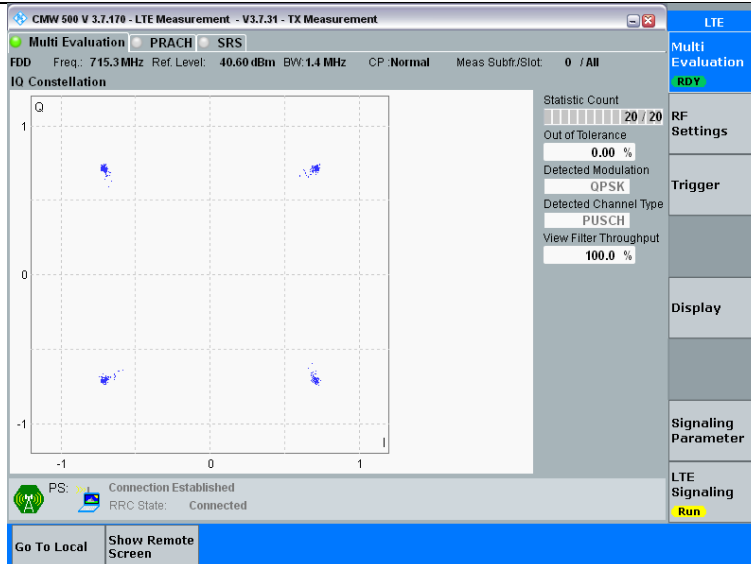 CMW 500 V 3.7.170 - LTE Measurement - V3.7.31 - TX Measurement
LTE
Multi Evaluation PRACH SRS
Multi Evaluation
RDY
FDD Freq.: 715.3 MHz Ref. Level: 40.60 dBm BW: 1.4 MHz CP : Normal Meas Subfr./Slot: 0 / All
IQ Constellation
Q
1
0
-1
-1 0 1
I
Statistic Count
20 / 20
Out of Tolerance
0.00 %
Detected Modulation
QPSK
Detected Channel Type
PUSCH
View Filter Throughput
100.0 %
RF
Settings
Trigger
Display
Signaling
Parameter
LTE
Signaling
Run
PS: Connection Established
RRC State: Connected
Go To Local
Show Remote
Screen